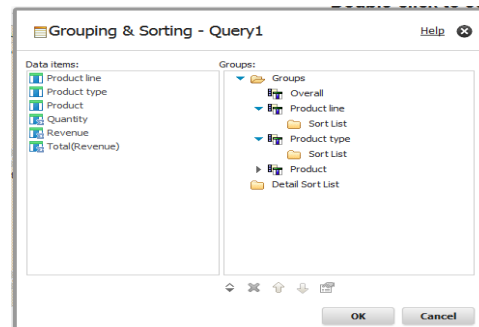 Grouping & Sorting - Query1
Help
Data items:
Product line
Product type
Product
Quantity
Revenue
Total(Revenue)
Groups:
Groups
Overall
Product line
Sort List
Product type
Sort List
Product
Detail Sort List
OK
Cancel